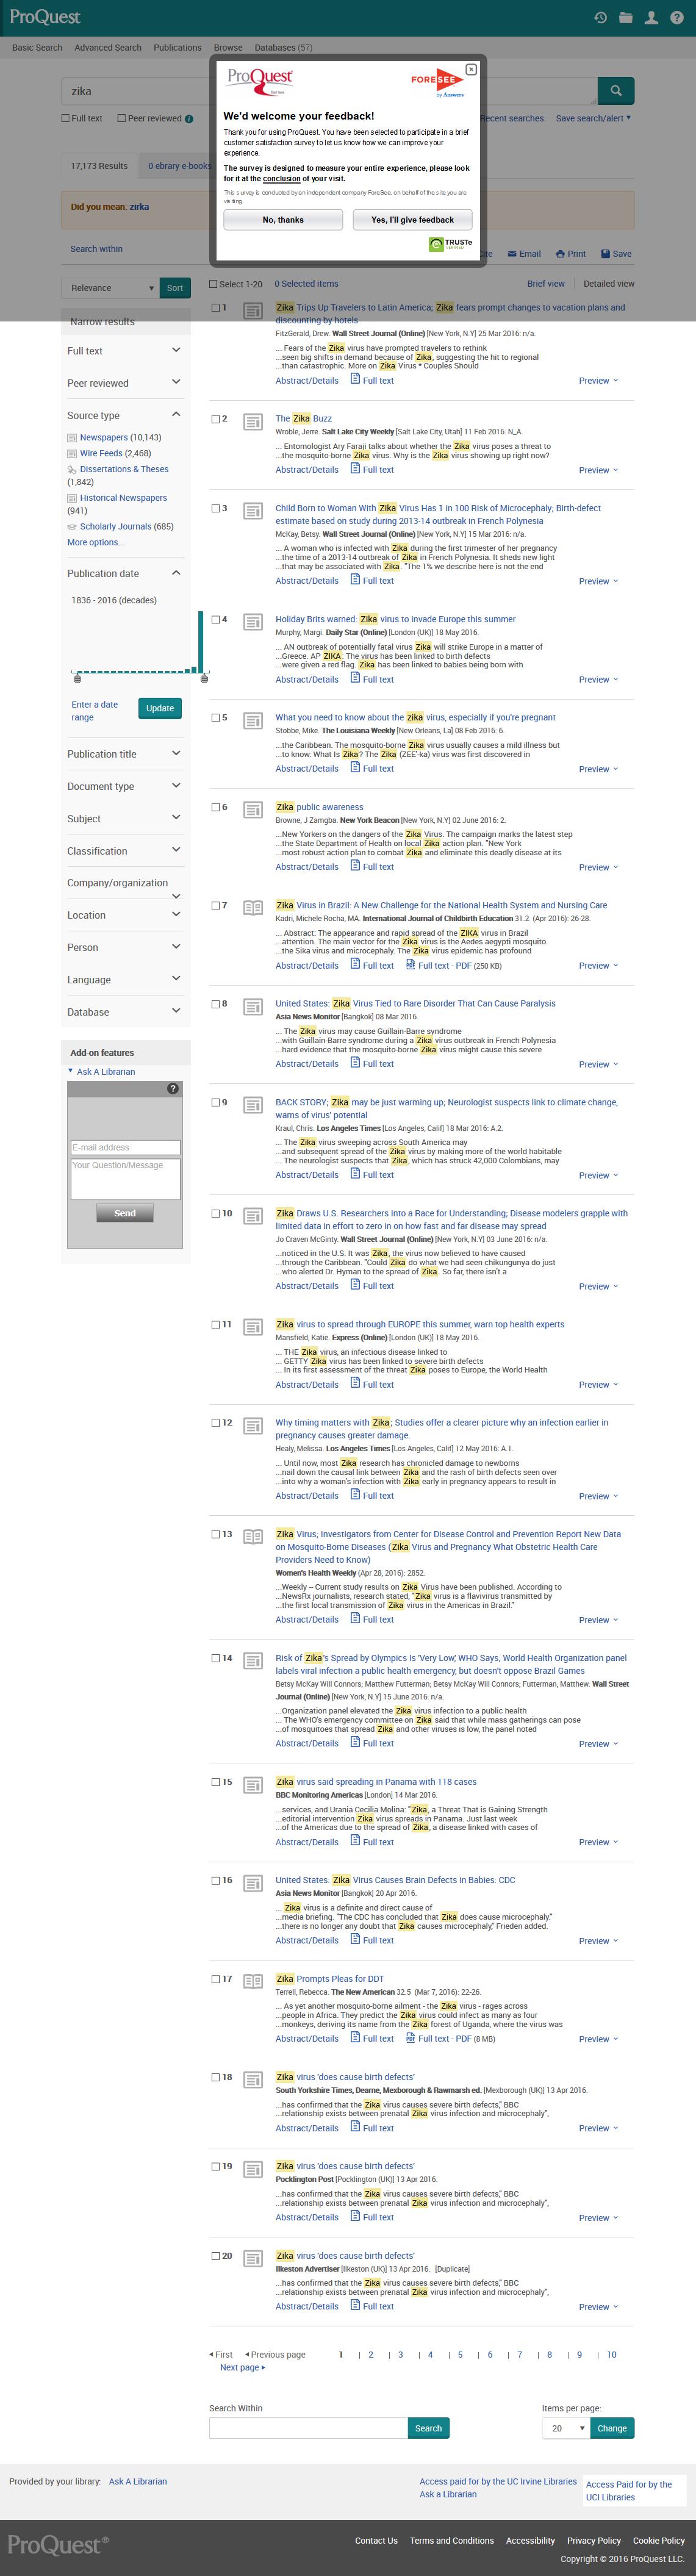 ProQuest
Basic Search Advanced Search Publications Browse Databases (57)
zika
Full text Peer reviewed
Recent searches Save search/alert
17,173 Results 0 ebrary e-books
Did you mean: zirka
Search within
Cite Email Print Save
ProQuest
Start here.
FORESEE
by Answers
We'd welcome your feedback!
Thank you for using ProQuest. You have been selected to participate in a brief
customer satisfaction survey to let us know how we can improve your
experience.
The survey is designed to measure your entire experience, please look
for it at the conclusion of your visit.
This survey is conducted by an independent company ForeSee, on behalf of the site you are
visiting.
No, thanks Yes, I'll give feedback
TRUSTe
Relevance Sort
Select 1-20 0 Selected items Brief view Detailed view
Narrow results
Full text
Peer reviewed
Source type
Newspapers (10,143)
Wire Feeds (2,468)
Dissertations & Theses
(1,842)
Historical Newspapers
(941)
Scholarly Journals (685)
More options...
Publication date
1836 - 2016 (decades)
Enter a date
range
Update
Publication title
Document type
Subject
Classification
Company/organization
Location
Person
Language
Database
Add-on features
Ask A Librarian
E-mail address
Your Question/Message
Send
1 Zika Trips Up Travelers to Latin America; Zika fears prompt changes to vacation plans and
discounting by hotels
FitzGerald, Drew. Wall Street Journal (Online) [New York, N.Y] 25 Mar 2016: n/a.
... Fears of the Zika virus have prompted travelers to rethink
...seen big shifts in demand because of Zika, suggesting the hit to regional
...than catastrophic. More on Zika Virus * Couples Should
Abstract/Details Full text Preview
2 The Zika Buzz
Wroble, Jerre. Salt Lake City Weekly [Salt Lake City, Utah] 11 Feb 2016: N_A.
... Entomologist Ary Faraji talks about whether the Zika virus poses a threat to
...the mosquito-borne Zika virus. Why is the Zika virus showing up right now?
Abstract/Details Full text Preview
3 Child Born to Woman With Zika Virus Has 1 in 100 Risk of Microcephaly; Birth-defect
estimate based on study during 2013-14 outbreak in French Polynesia
McKay, Betsy. Wall Street Journal (Online) [New York, N.Y] 15 Mar 2016: n/a.
... A woman who is infected with Zika during the first trimester of her pregnancy
...the time of a 2013-14 outbreak of Zika in French Polynesia. It sheds new light
...that may be associated with Zika. "The 1% we describe here is not the end
Abstract/Details Full text Preview
4 Holiday Brits warned: Zika virus to invade Europe this summer
Murphy, Margi. Daily Star (Online) [London (UK)] 18 May 2016.
... AN outbreak of potentially fatal virus Zika will strike Europe in a matter of
...Greece. AP ZIKA: The virus has been linked to birth defects
...were given a red flag. Zika has been linked to babies being born with
Abstract/Details Full text Preview
5 What you need to know about the zika virus, especially if you're pregnant
Stobbe, Mike. The Louisiana Weekly [New Orleans, La] 08 Feb 2016: 6.
...the Caribbean. The mosquito-borne Zika virus usually causes a mild illness but
...to know: What Is Zika? The Zika (ZEE'-ka) virus was first discovered in
Abstract/Details Full text Preview
6 Zika public awareness
Browne, J Zamgba. New York Beacon [New York, N.Y] 02 June 2016: 2.
...New Yorkers on the dangers of the Zika Virus. The campaign marks the latest step
...the State Department of Health on local Zika action plan. "New York
...most robust action plan to combat Zika and eliminate this deadly disease at its
Abstract/Details Full text Preview
7 Zika Virus in Brazil: A New Challenge for the National Health System and Nursing Care
Kadri, Michele Rocha, MA. International Journal of Childbirth Education 31.2 (Apr 2016): 26-28.
... Abstract: The appearance and rapid spread of the ZIKA virus in Brazil
...attention. The main vector for the Zika virus is the Aedes aegypti mosquito.
...the Sika virus and microcephaly. The Zika virus epidemic has profound
Abstract/Details Full text Full text - PDF (250 KB) Preview
8 United States: Zika Virus Tied to Rare Disorder That Can Cause Paralysis
Asia News Monitor [Bangkok] 08 Mar 2016.
... The Zika virus may cause Guillain-Barre syndrome
...with Guillain-Barre syndrome during a Zika virus outbreak in French Polynesia
...hard evidence that the mosquito-borne Zika virus might cause this severe
Abstract/Details Full text Preview
9 BACK STORY; Zika may be just warming up; Neurologist suspects link to climate change,
warns of virus' potential
Kraul, Chris. Los Angeles Times [Los Angeles, Calif] 18 Mar 2016: A.2.
... The Zika virus sweeping across South America may
...and subsequent spread of the Zika virus by making more of the world habitable
... The neurologist suspects that Zika, which has struck 42,000 Colombians, may
Abstract/Details Full text Preview
10 Zika Draws U.S. Researchers Into a Race for Understanding; Disease modelers grapple with
limited data in effort to zero in on how fast and far disease may spread
Jo Craven McGinty. Wall Street Journal (Online) [New York, N.Y] 03 June 2016: n/a.
...noticed in the U.S. It was Zika, the virus now believed to have caused
...through the Caribbean. "Could Zika do what we had seen chikungunya do just
...who alerted Dr. Hyman to the spread of Zika. So far, there isn't a
Abstract/Details Full text Preview
11 Zika virus to spread through EUROPE this summer, warn top health experts
Mansfield, Katie. Express (Online) [London (UK)] 18 May 2016.
... THE Zika virus, an infectious disease linked to
... GETTY Zika virus has been linked to severe birth defects
... In its first assessment of the threat Zika poses to Europe, the World Health
Abstract/Details Full text Preview
12 Why timing matters with Zika; Studies offer a clearer picture why an infection earlier in
pregnancy causes greater damage.
Healy, Melissa. Los Angeles Times [Los Angeles, Calif] 12 May 2016: A.1.
... Until now, most Zika research has chronicled damage to newborns
...nail down the causal link between Zika and the rash of birth defects seen over
...into why a woman's infection with Zika early in pregnancy appears to result in
Abstract/Details Full text Preview
13 Zika Virus; Investigators from Center for Disease Control and Prevention Report New Data
on Mosquito-Borne Diseases (Zika Virus and Pregnancy What Obstetric Health Care
Providers Need to Know)
Women's Health Weekly (Apr 28, 2016): 2852.
...Weekly -- Current study results on Zika Virus have been published. According to
...NewsRx journalists, research stated, "Zika virus is a flavivirus transmitted by
...the first local transmission of Zika virus in the Americas in Brazil."
Abstract/Details Full text Preview
14 Risk of Zika's Spread by Olympics Is 'Very Low,' WHO Says; World Health Organization panel
labels viral infection a public health emergency, but doesn't oppose Brazil Games
Betsy McKay Will Connors; Matthew Futterman; Betsy McKay Will Connors; Futterman, Matthew. Wall Street
Journal (Online) [New York, N.Y] 15 June 2016: n/a.
...Organization panel elevated the Zika virus infection to a public health
... The WHO's emergency committee on Zika said that while mass gatherings can pose
...of mosquitoes that spread Zika and other viruses is low, the panel noted
Abstract/Details Full text Preview
15 Zika virus said spreading in Panama with 118 cases
BBC Monitoring Americas [London] 14 Mar 2016.
...services, and Urania Cecilia Molina: "Zika, a Threat That is Gaining Strength
...editorial intervention Zika virus spreads in Panama. Just last week
...of the Americas due to the spread of Zika, a disease linked with cases of
Abstract/Details Full text Preview
16 United States: Zika Virus Causes Brain Defects in Babies: CDC
Asia News Monitor [Bangkok] 20 Apr 2016.
... Zika virus is a definite and direct cause of
...media briefing. "The CDC has concluded that Zika does cause microcephaly."
...there is no longer any doubt that Zika causes microcephaly," Frieden added.
Abstract/Details Full text Preview
17 Zika Prompts Pleas for DDT
Terrell, Rebecca. The New American 32.5 (Mar 7, 2016): 22-26.
... As yet another mosquito-borne ailment - the Zika virus - rages across
...people in Africa. They predict the Zika virus could infect as many as four
...monkeys, deriving its name from the Zika forest of Uganda, where the virus was
Abstract/Details Full text Full text - PDF (8 MB) Preview
18 Zika virus 'does cause birth defects'
South Yorkshire Times, Dearne, Mexborough & Rawmarsh ed. [Mexborough (UK)] 13 Apr 2016.
...has confirmed that the Zika virus causes severe birth defects," BBC
...relationship exists between prenatal Zika virus infection and microcephaly",
Abstract/Details Full text Preview
19 Zika virus 'does cause birth defects'
Pocklington Post [Pocklington (UK)] 13 Apr 2016.
...has confirmed that the Zika virus causes severe birth defects," BBC
...relationship exists between prenatal Zika virus infection and microcephaly",
Abstract/Details Full text Preview
20 Zika virus 'does cause birth defects'
Ilkeston Advertiser [Ilkeston (UK)] 13 Apr 2016. [Duplicate]
...has confirmed that the Zika virus causes severe birth defects," BBC
...relationship exists between prenatal Zika virus infection and microcephaly",
Abstract/Details Full text Preview
First Previous page 1 | 2 | 3 | 4 | 5 | 6 | 7 | 8 | 9 | 10
Next page
Search Within Items per page:
Search 20 Change
Provided by your library: Ask A Librarian
Access paid for by the UC Irvine Libraries
Ask a Librarian
Access Paid for by the
UCI Libraries
ProQuest®
Contact Us Terms and Conditions Accessibility Privacy Policy Cookie Policy
Copyright © 2016 ProQuest LLC.